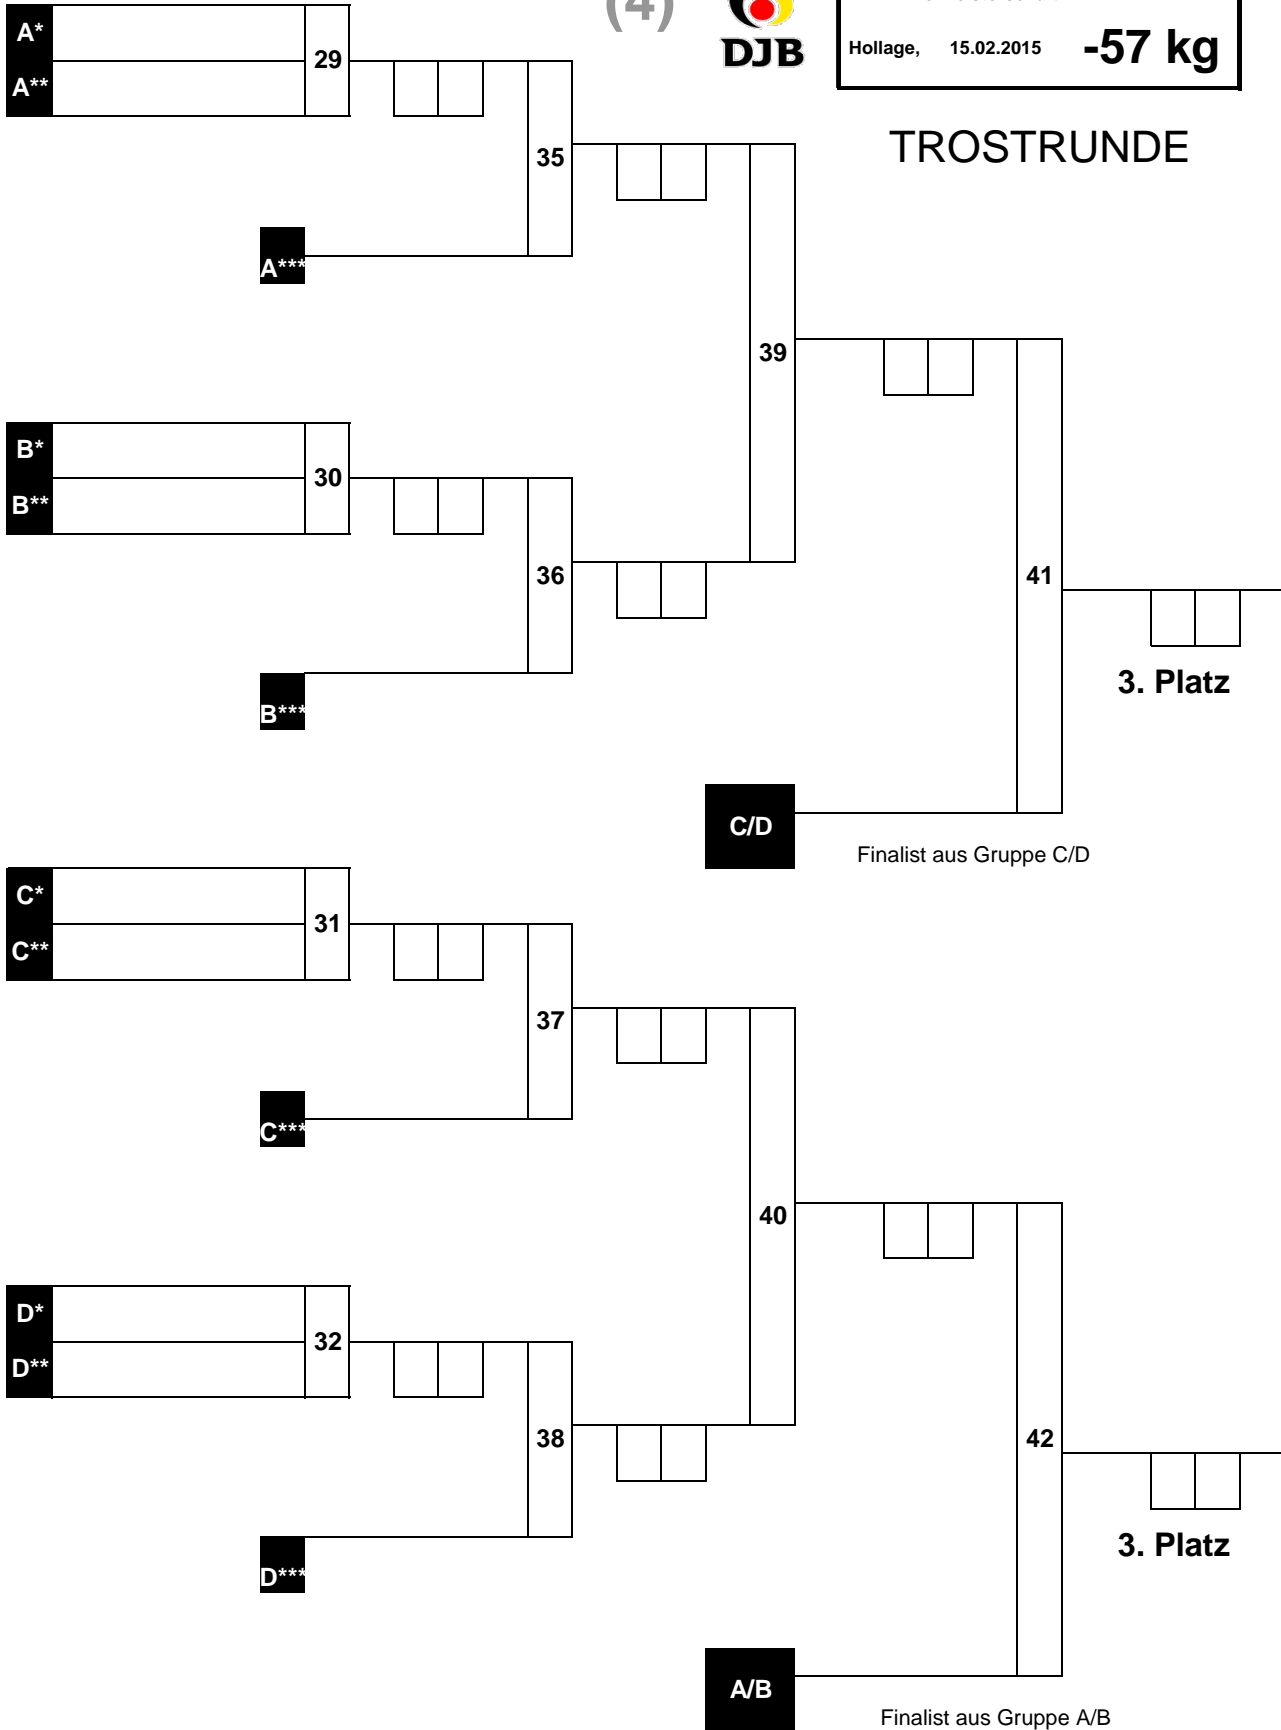 (4)
DJB
Hollage, 15.02.2015 -57 kg
TROSTRUNDE
A*
A**
29
35
A***
39
B*
B**
30
36
41
B***
3. Platz
C/D
Finalist aus Gruppe C/D
C*
C**
31
37
C***
40
D*
D**
32
38
42
D***
3. Platz
A/B
Finalist aus Gruppe A/B